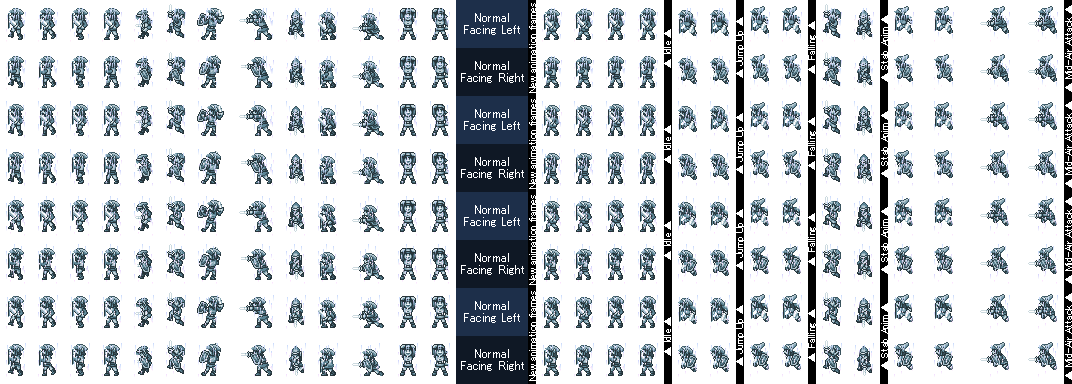 Normal
Facing Left
Normal
Facing Right
Normal
Facing Left
Normal
Facing Right
Normal
Facing Left
Normal
Facing Right
Normal
Facing Left
Normal
Facing Right
New animation frames
New animation frames
New animation frames
New animation frames
Idle
Idle
Idle
Idle
Jump Up
Jump Up
Jump Up
Jump Up
Falling
Falling
Falling
Falling
Stab Anim
Stab Anim
Stab Anim
Stab Anim
Mid-Air Attack
Mid-Air Attack
Mid-Air Attack
Mid-Air Attack